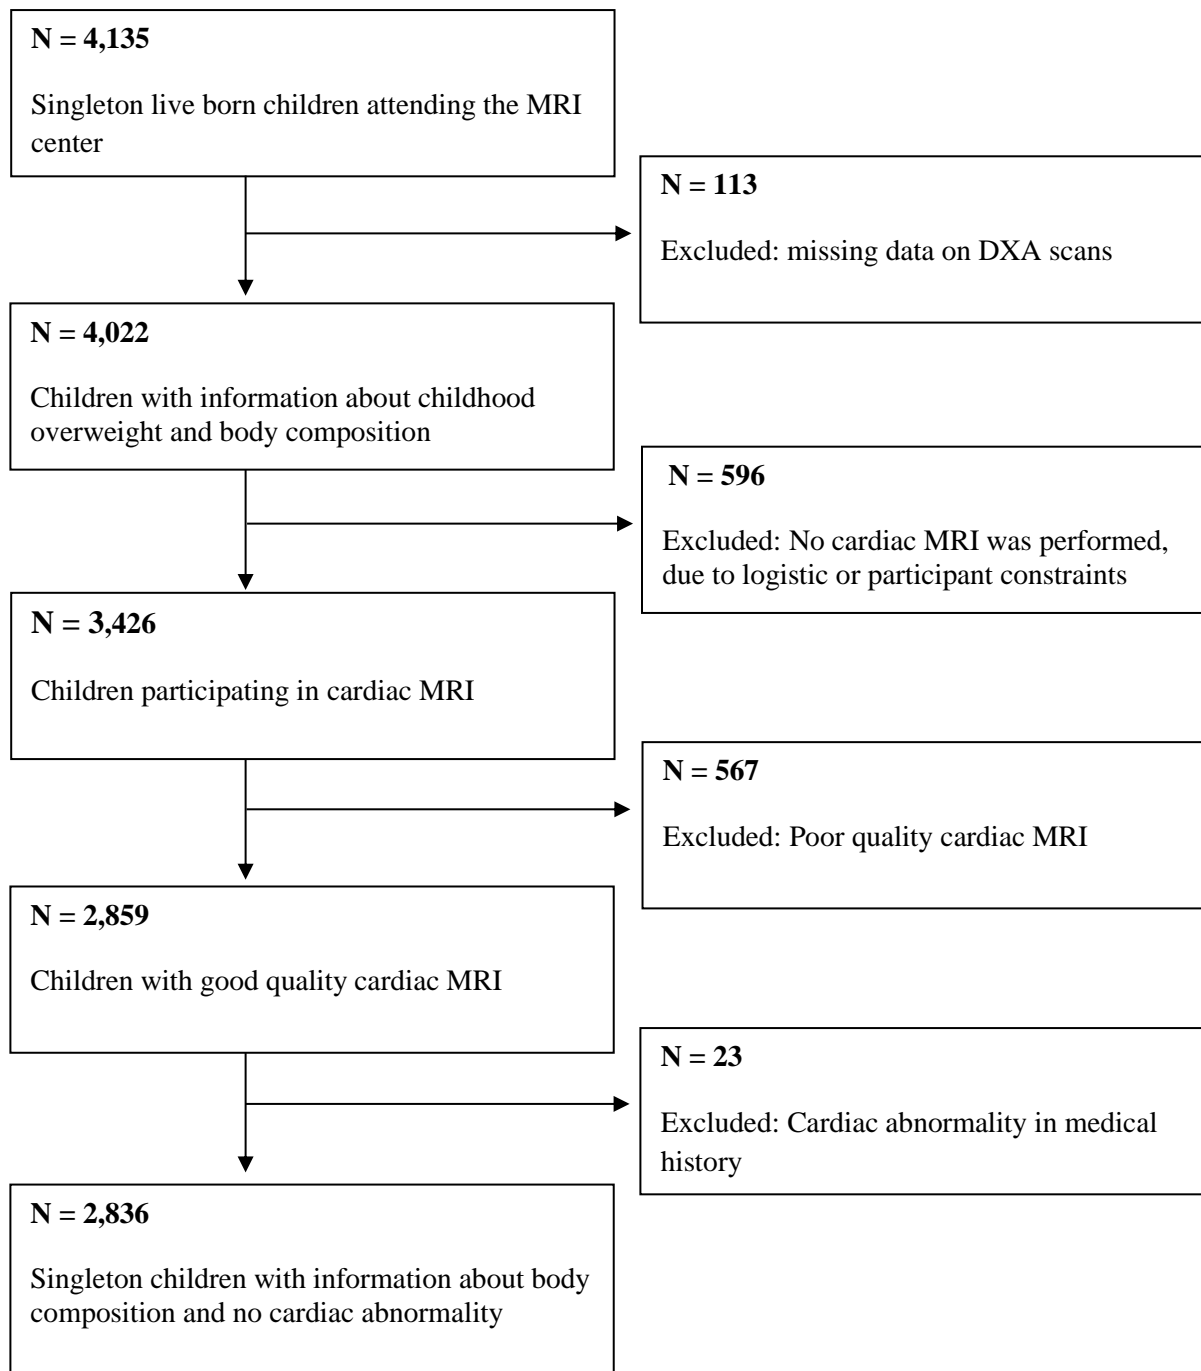 N = 4,135
Singleton live born children attending the MRI
center
N = 113
Excluded: missing data on DXA scans
N = 4,022
Children with information about childhood
overweight and body composition
N = 596
Excluded: No cardiac MRI was performed,
due to logistic or participant constraints
N = 3,426
Children participating in cardiac MRI
N = 567
Excluded: Poor quality cardiac MRI
N = 2,859
Children with good quality cardiac MRI
N = 23
Excluded: Cardiac abnormality in medical
history
N = 2,836
Singleton children with information about body
composition and no cardiac abnormality